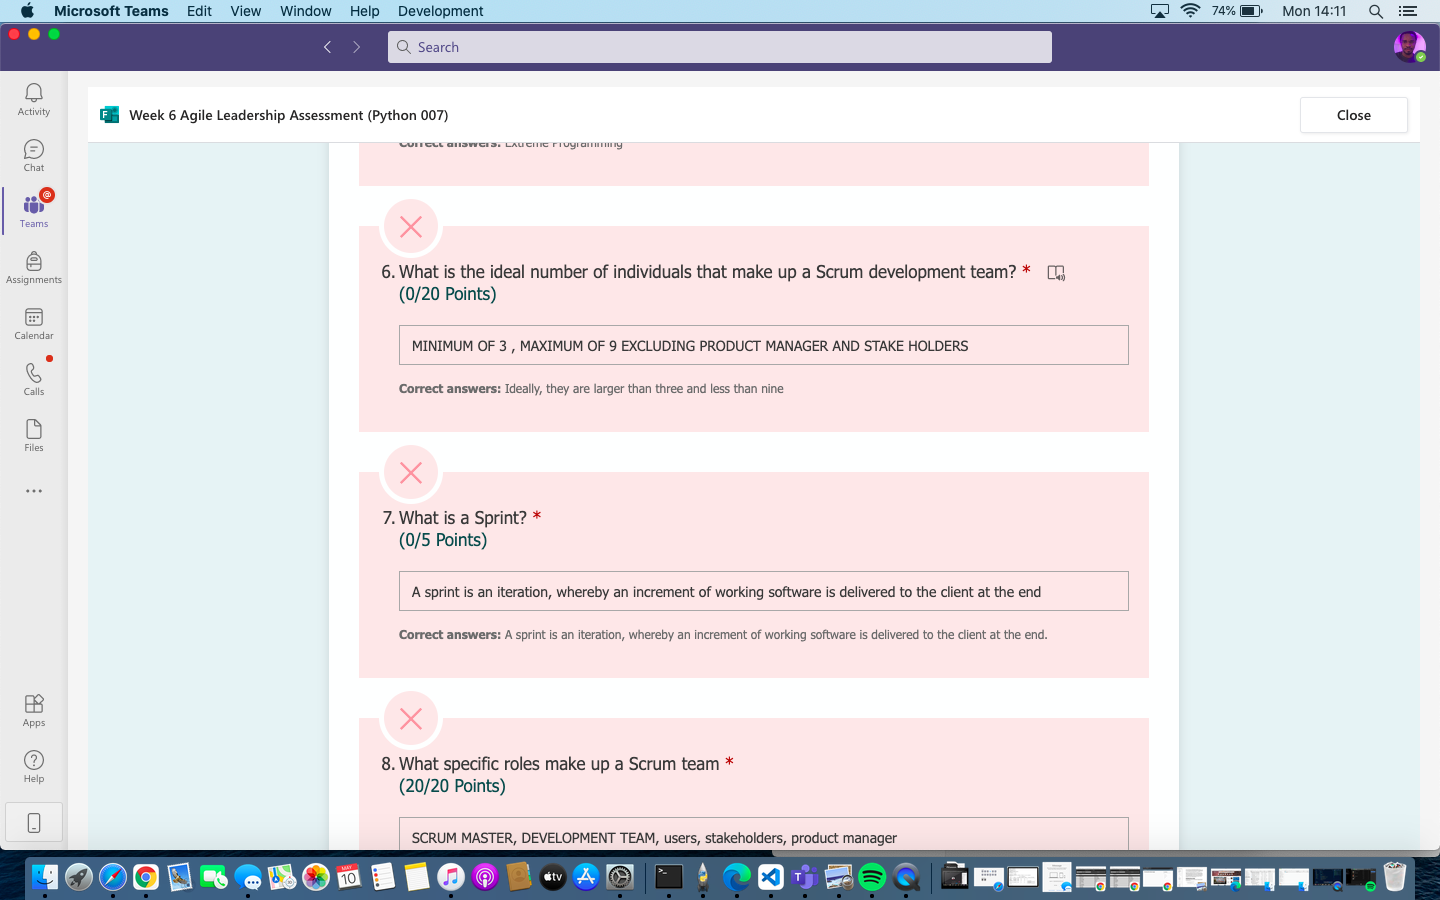 Microsoft Teams Edit View Window Help Development 74% Mon 14:11
Search
Activity
Chat
@
Teams
Assignments
Calendar
Calls
Files
Apps
Help
Week 6 Agile Leadership Assessment (Python 007)
Close
Correct answers: Extreme Programming
6. What is the ideal number of individuals that make up a Scrum development team? *
(0/20 Points)
MINIMUM OF 3 , MAXIMUM OF 9 EXCLUDING PRODUCT MANAGER AND STAKE HOLDERS
Correct answers: Ideally, they are larger than three and less than nine
7. What is a Sprint? *
(0/5 Points)
A sprint is an iteration, whereby an increment of working software is delivered to the client at the end
Correct answers: A sprint is an iteration, whereby an increment of working software is delivered to the client at the end.
8. What specific roles make up a Scrum team *
(20/20 Points)
SCRUM MASTER, DEVELOPMENT TEAM, users, stakeholders, product manager
MAY
10
tv